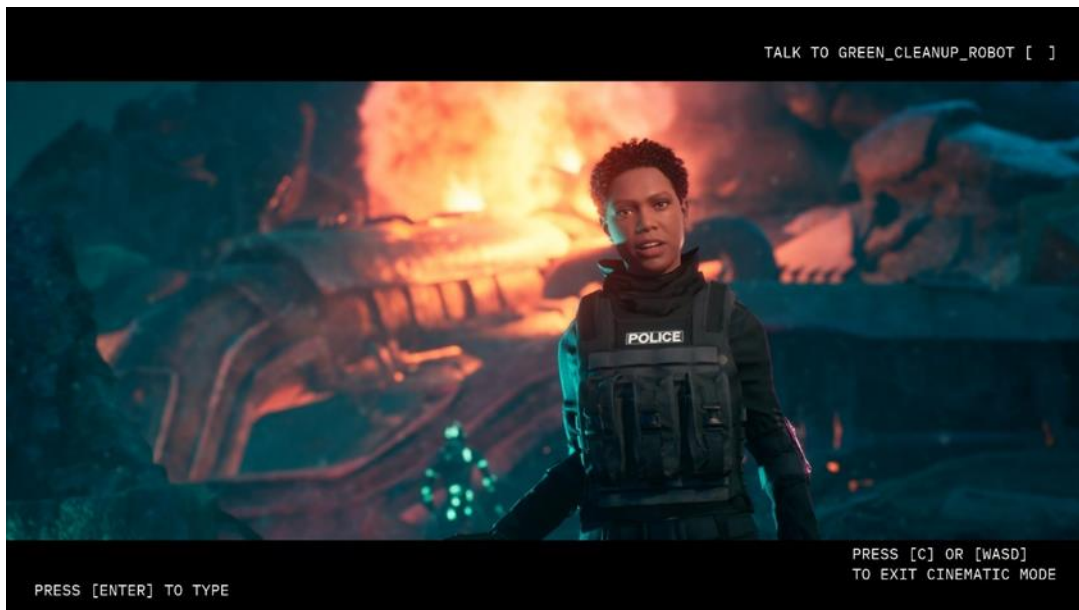 TALK TO GREEN_CLEANUP_ROBOT [ ]
POLICE
PRESS [C] OR [WASD]
TO EXIT CINEMATIC MODE
PRESS [ENTER] TO TYPE